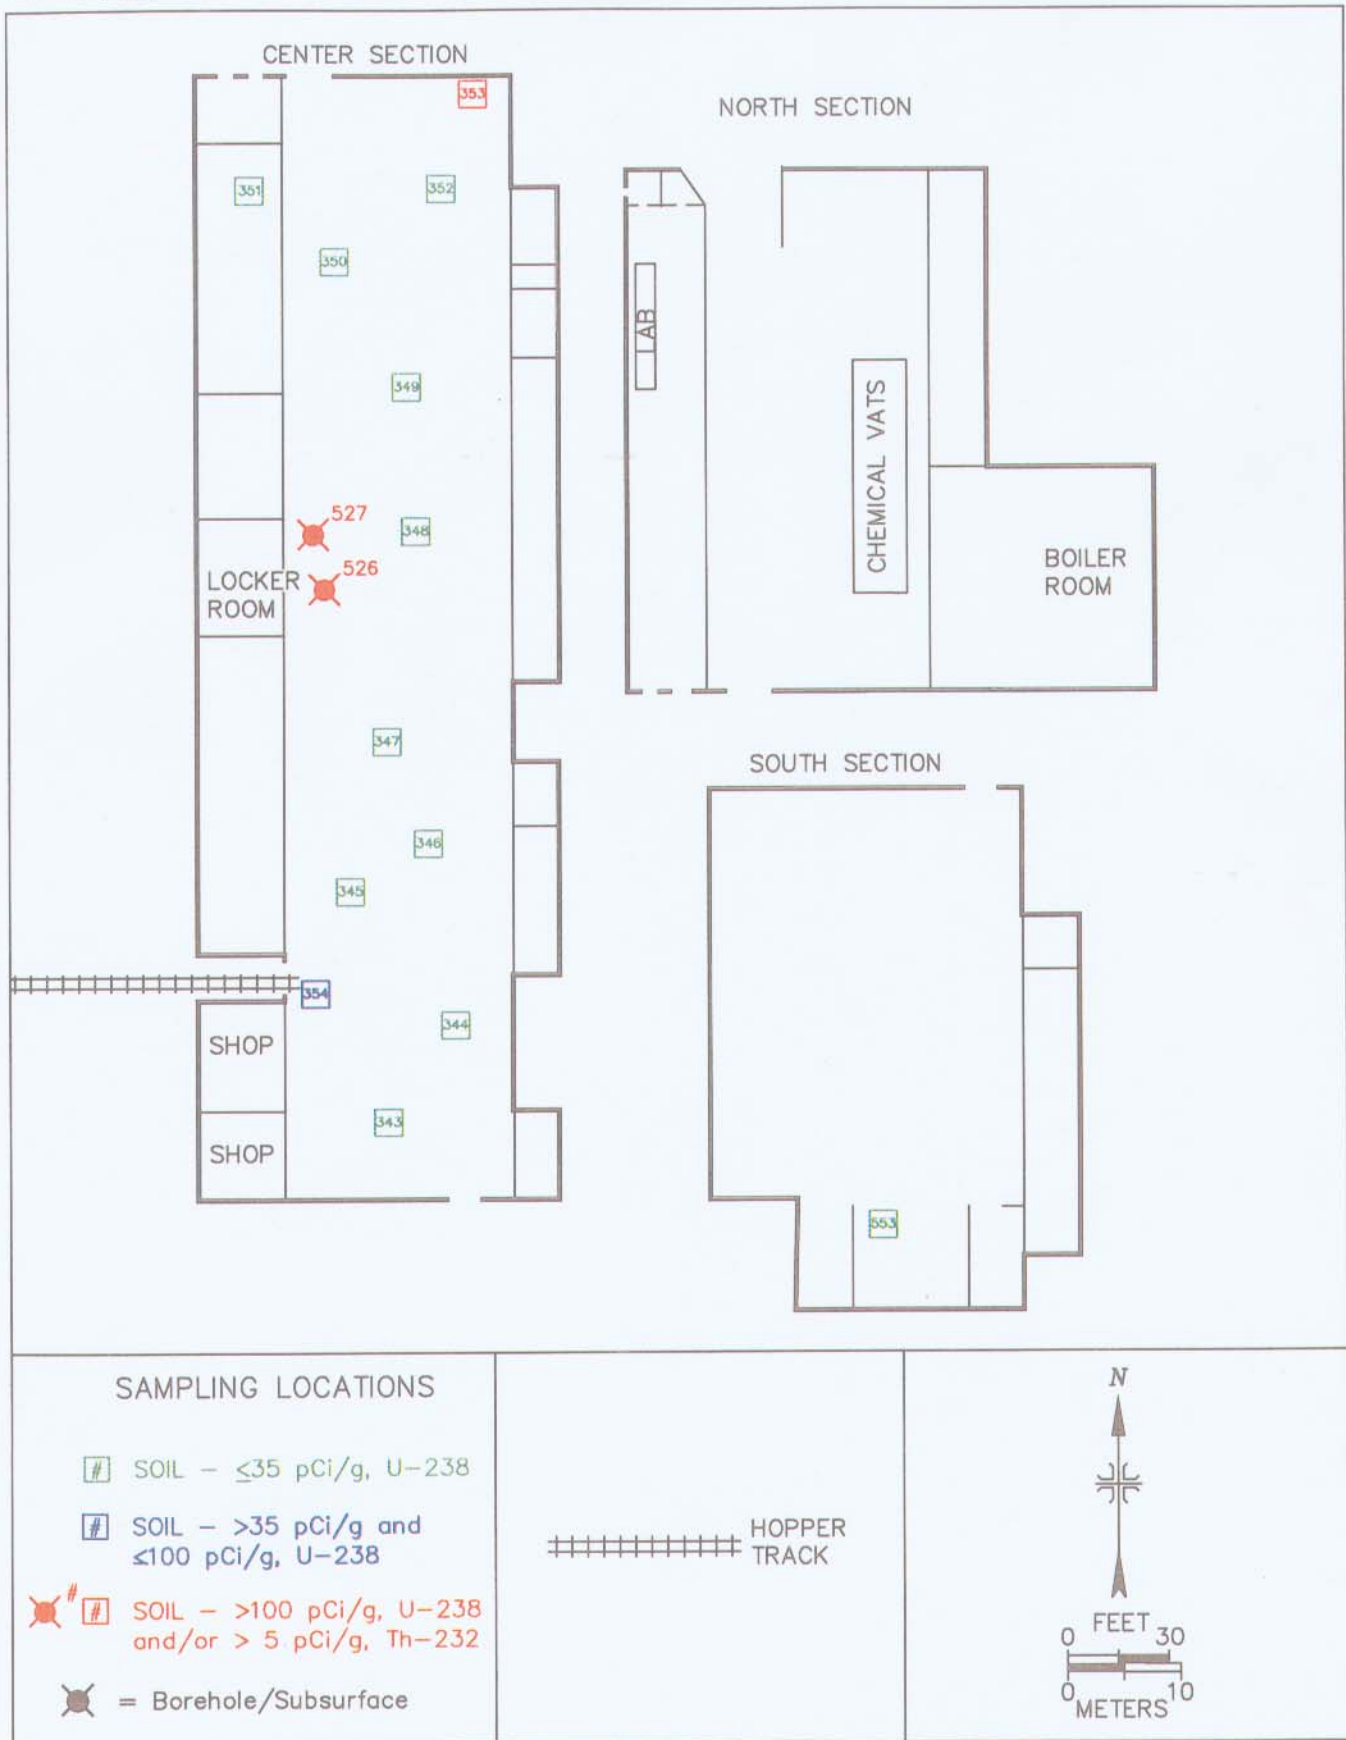 CENTER SECTION
353
NORTH SECTION
351
352
350
LAB
349
CHEMICAL VATS
527
348
526
LOCKER
ROOM
BOILER
ROOM
347
SOUTH SECTION
346
345
354
344
SHOP
343
SHOP
553
SAMPLING LOCATIONS
# SOIL - ≤35 pCi/g, U-238
# SOIL - >35 pCi/g and
≤100 pCi/g, U-238
# # SOIL - >100 pCi/g, U-238
and/or > 5 pCi/g, Th-232
= Borehole/Subsurface
HOPPER
TRACK
N
FEET
0 30
0 10
METERS